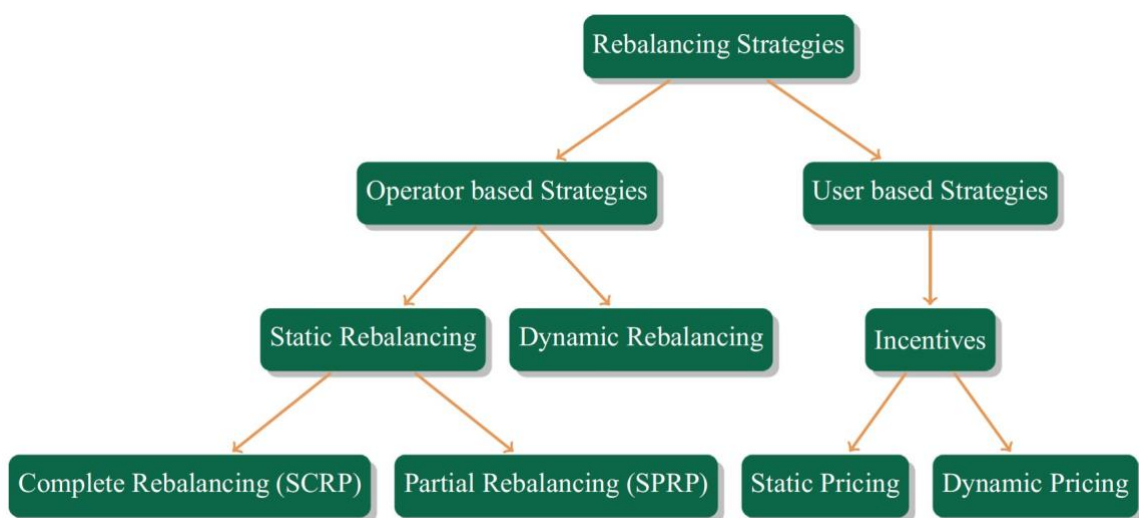 Rebalancing Strategies
Operator based Strategies
User based Strategies
Static Rebalancing
Dynamic Rebalancing
Incentives
Complete Rebalancing (SCRP)
Partial Rebalancing (SPRP)
Static Pricing
Dynamic Pricing